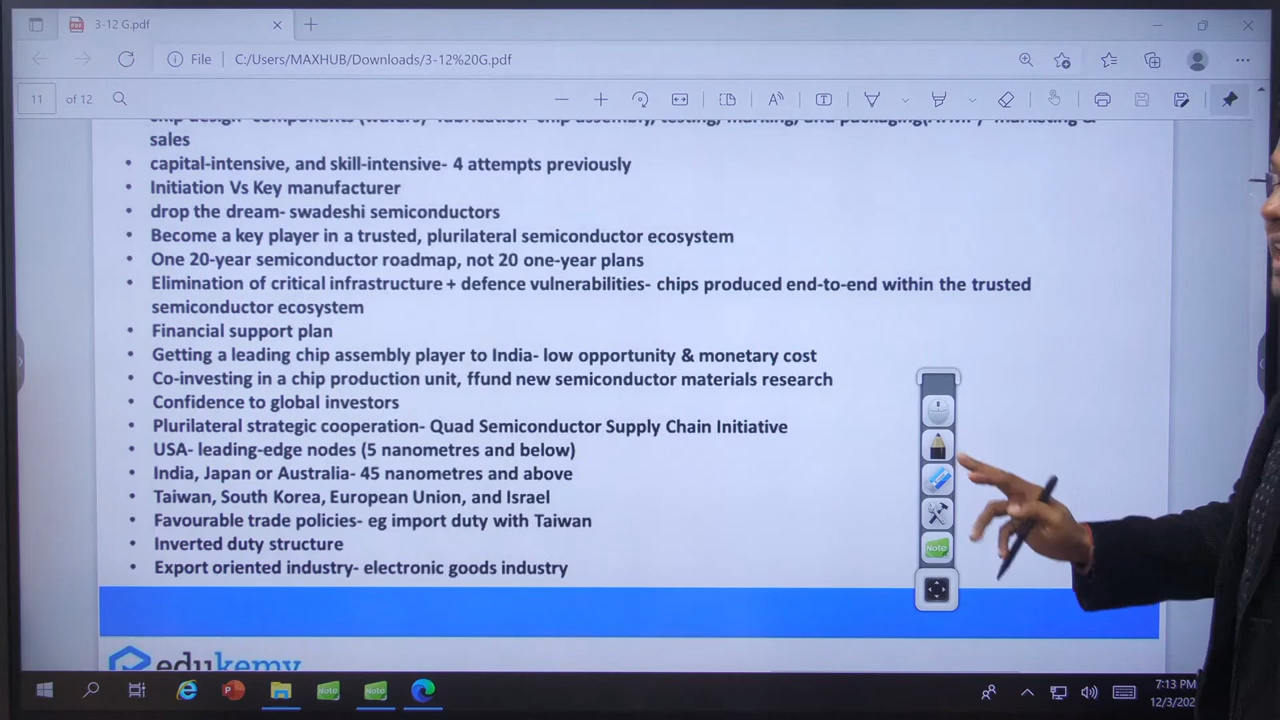 3-12 G.pdf
File C:/Users/MAXHUB/Downloads/3-12%20G.pdf
11 of 12
sales
• capital-intensive, and skill-intensive- 4 attempts previously
• Initiation Vs Key manufacturer
• drop the dream- swadeshi semiconductors
• Become a key player in a trusted, plurilateral semiconductor ecosystem
• One 20-year semiconductor roadmap, not 20 one-year plans
• Elimination of critical infrastructure + defence vulnerabilities- chips produced end-to-end within the trusted
semiconductor ecosystem
• Financial support plan
• Getting a leading chip assembly player to India- low opportunity & monetary cost
• Co-investing in a chip production unit, ffund new semiconductor materials research
• Confidence to global investors
• Plurilateral strategic cooperation- Quad Semiconductor Supply Chain Initiative
• USA- leading-edge nodes (5 nanometres and below)
• India, Japan or Australia- 45 nanometres and above
• Taiwan, South Korea, European Union, and Israel
• Favourable trade policies- eg import duty with Taiwan
• Inverted duty structure
• Export oriented industry- electronic goods industry
Note
edukemy
Note
Note
7:13 PM
12/3/202